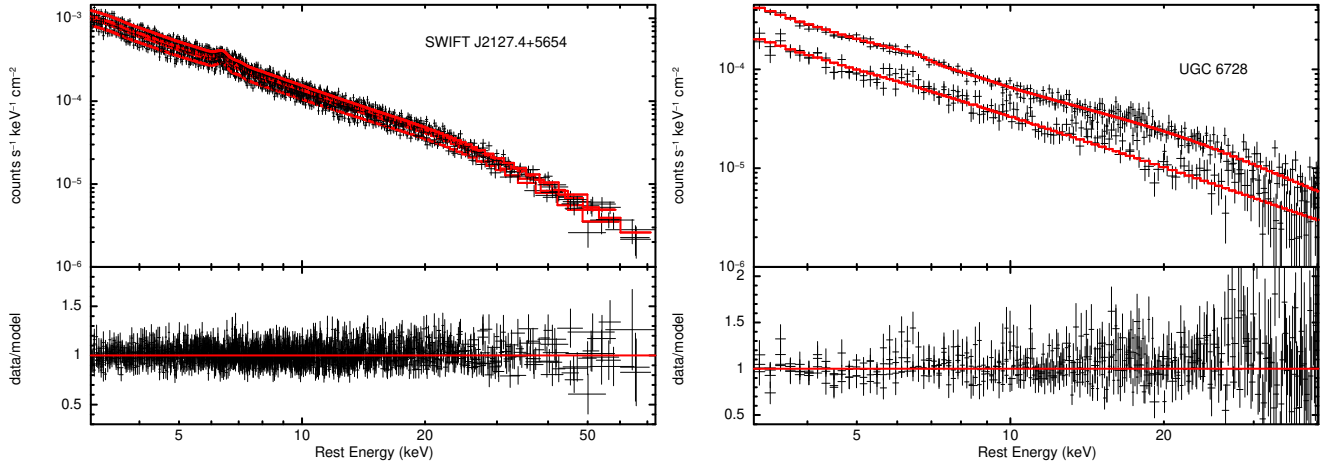 SWIFT J2127.4+5654
counts s⁻¹ keV⁻¹ cm⁻²
10⁻³
10⁻⁴
10⁻⁵
10⁻⁶
data/model
1.5
1
0.5
5 10 20 50
Rest Energy (keV)
UGC 6728
counts s⁻¹ keV⁻¹ cm⁻²
10⁻⁴
10⁻⁵
10⁻⁶
data/model
2
1.5
1
0.5
5 10 20
Rest Energy (keV)